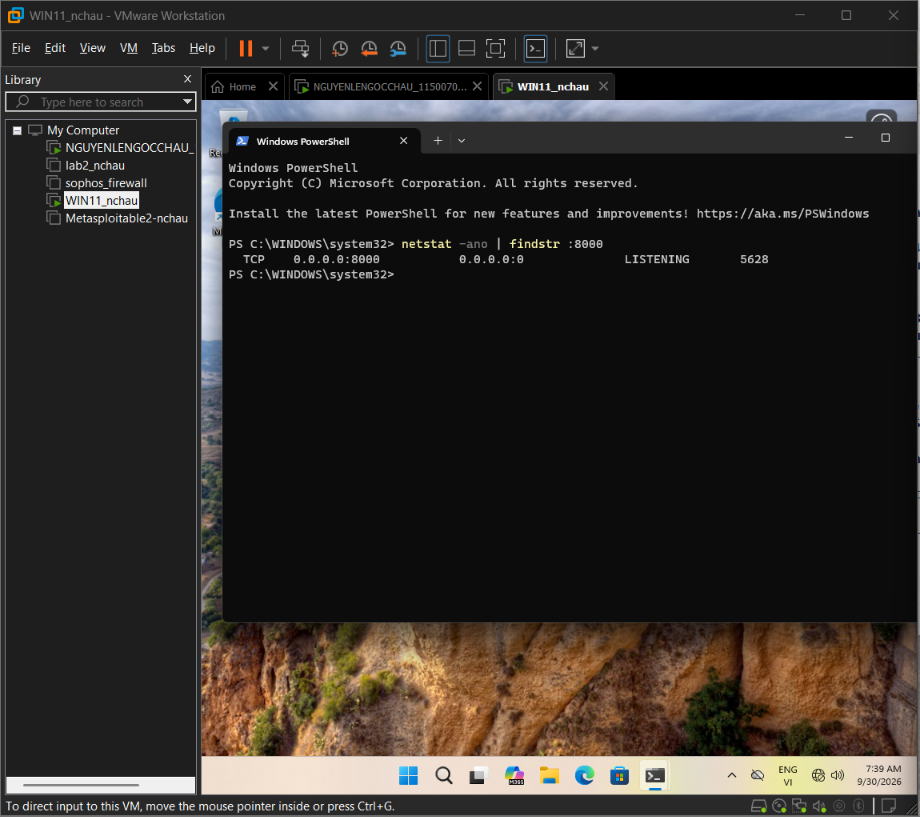 WIN11_nchau - VMware Workstation
File Edit View VM Tabs Help
Library
Type here to search
My Computer
NGUYENLENGOCCHAU_
lab2_nchau
sophos_firewall
WIN11_nchau
Metasploitable2-nchau
Home
NGUYENLENGOCCHAU_1150070...
WIN11_nchau
Windows PowerShell
Windows PowerShell
Copyright (C) Microsoft Corporation. All rights reserved.
Install the latest PowerShell for new features and improvements! https://aka.ms/PSWindows
PS C:\WINDOWS\system32> netstat -ano | findstr :8000
TCP 0.0.0.0:8000 0.0.0.0:0 LISTENING 5628
PS C:\WINDOWS\system32>
M365
ENG
VI
7:39 AM
9/30/2026
To direct input to this VM, move the mouse pointer inside or press Ctrl+G.